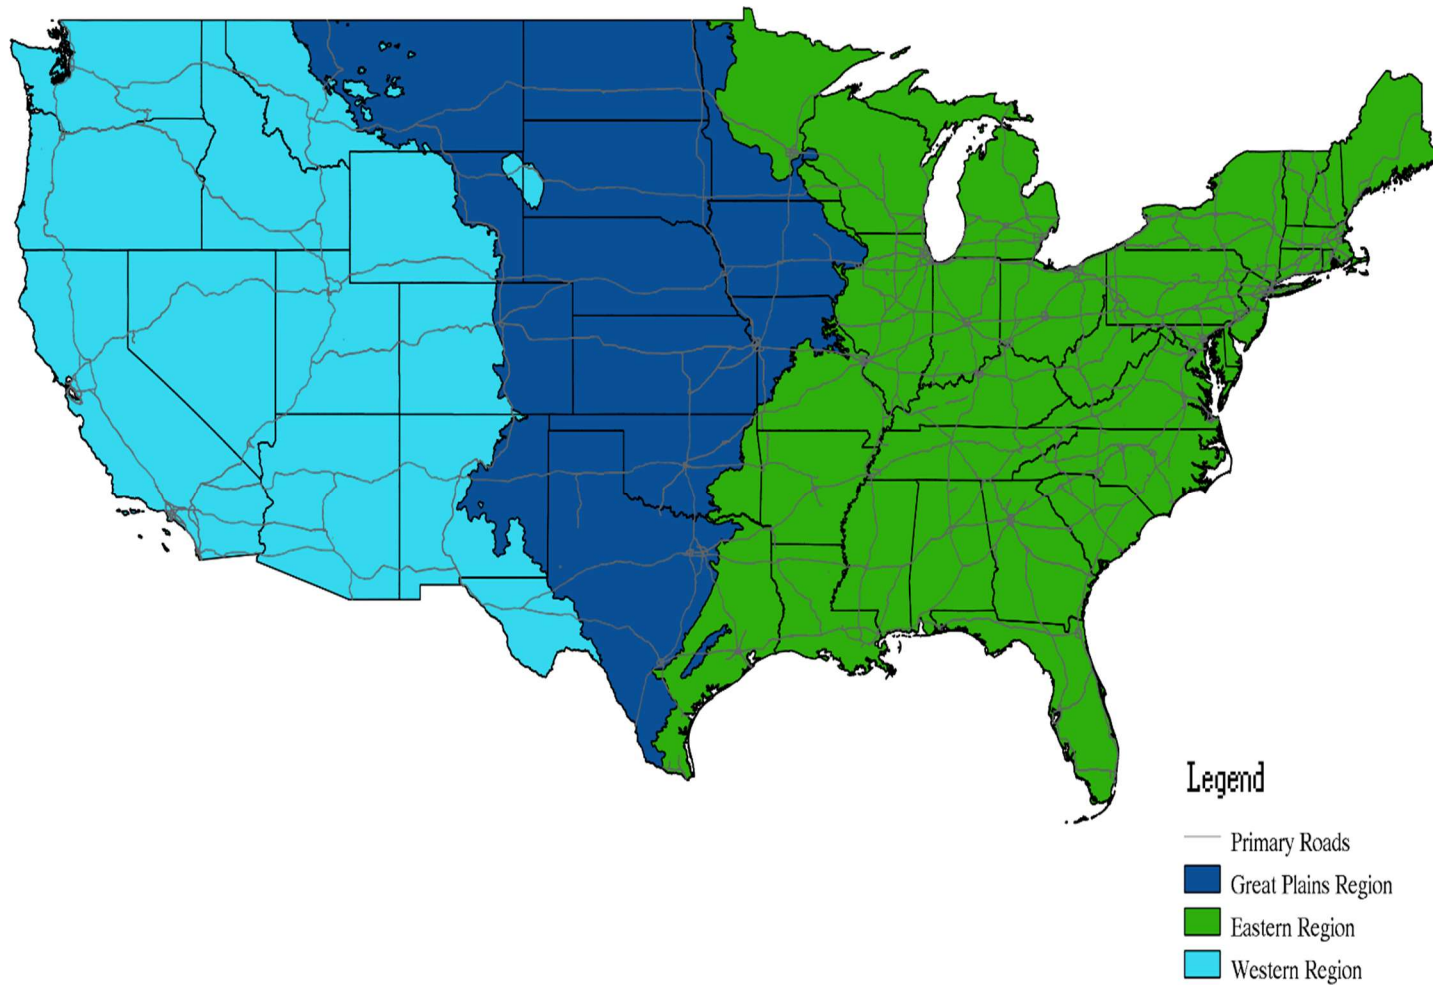 Legend
Primary Roads
Great Plains Region
Eastern Region
Western Region